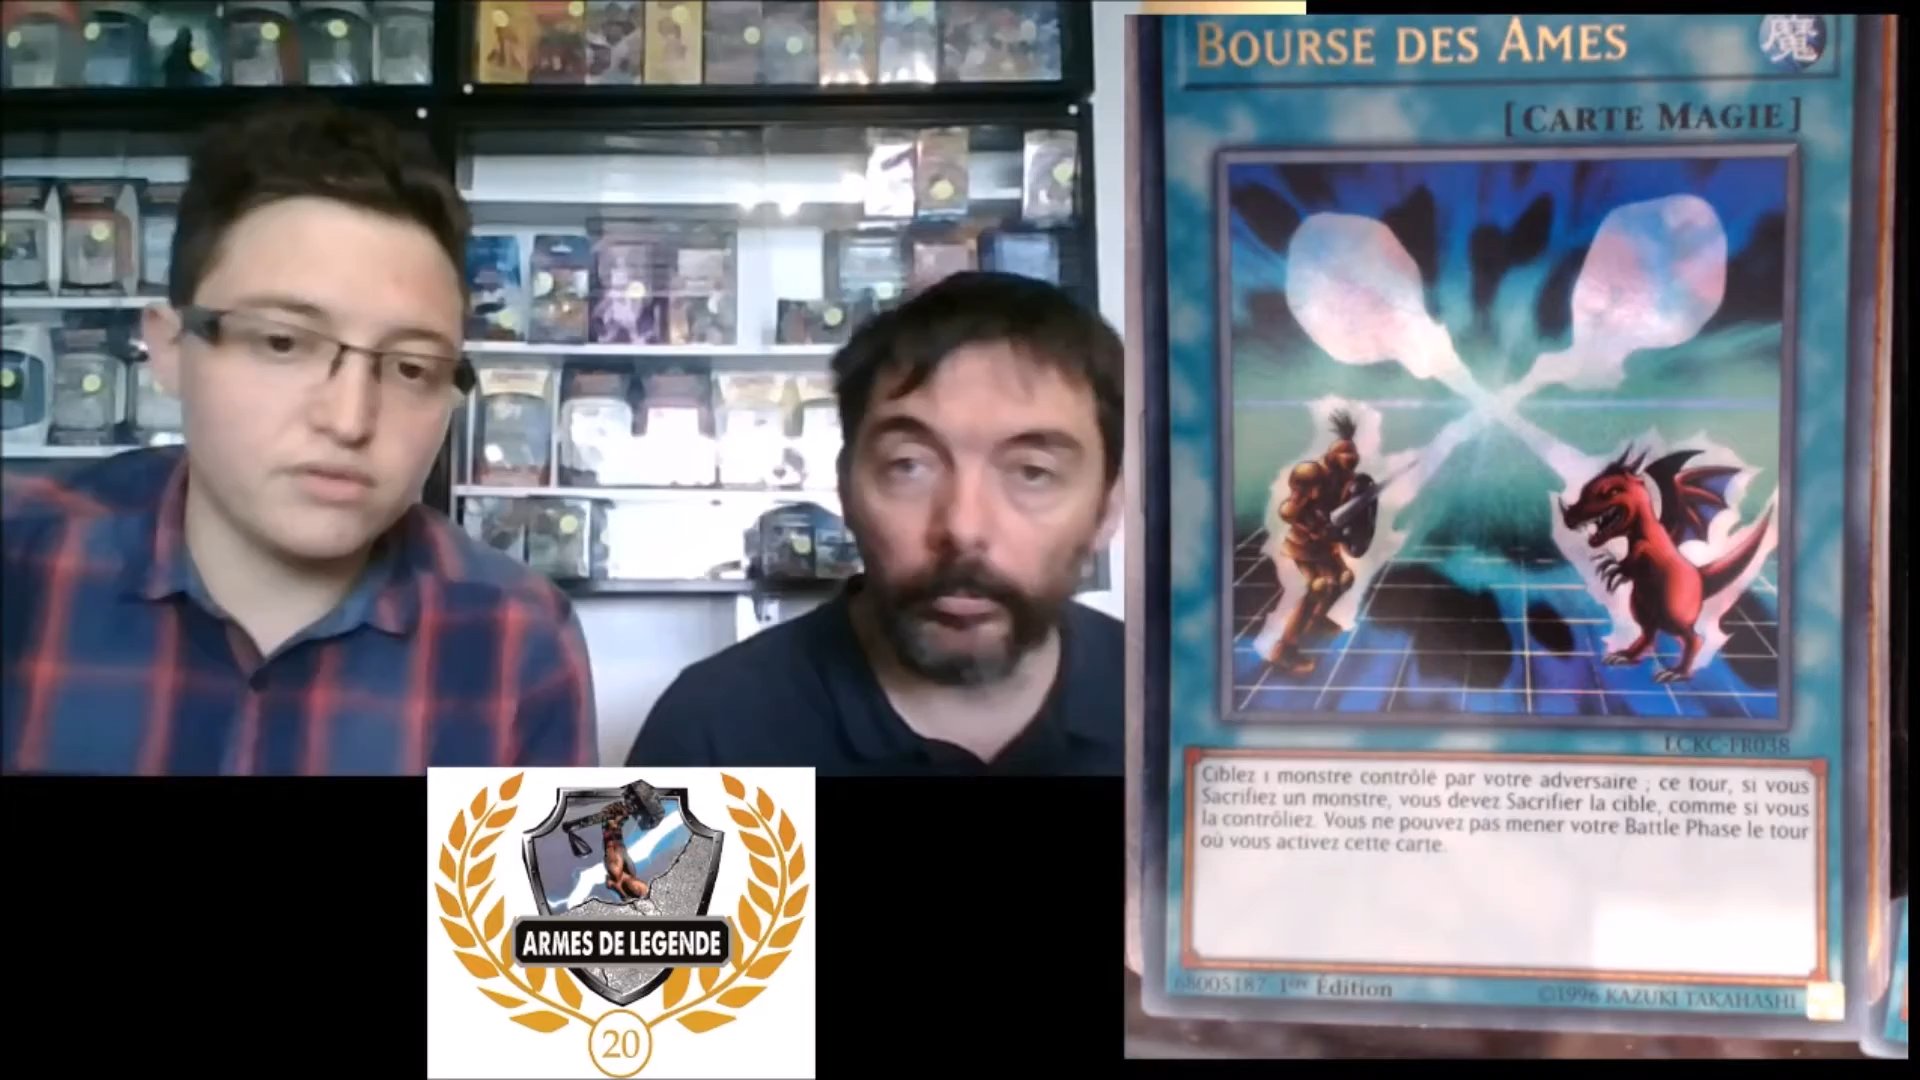 BOURSE DES AMES
魔
[CARTE MAGIE]
LCKC-FR038
Ciblez 1 monstre contrôlé par votre adversaire ; ce tour, si vous
Sacrifiez un monstre, vous devez Sacrifier la cible, comme si vous
la contrôliez. Vous ne pouvez pas mener votre Battle Phase le tour
où vous activez cette carte.
68005187 1ère Édition
©1996 KAZUKI TAKAHASHI
ARMES DE LEGENDE
20